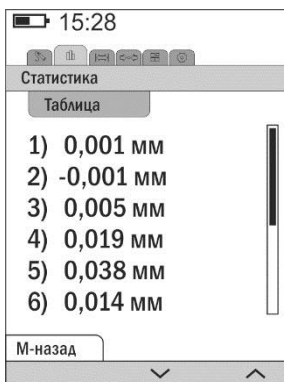 15:28
Статистика
Таблица
1) 0,001 мм
2) -0,001 мм
3) 0,005 мм
4) 0,019 мм
5) 0,038 мм
6) 0,014 мм
М-назад